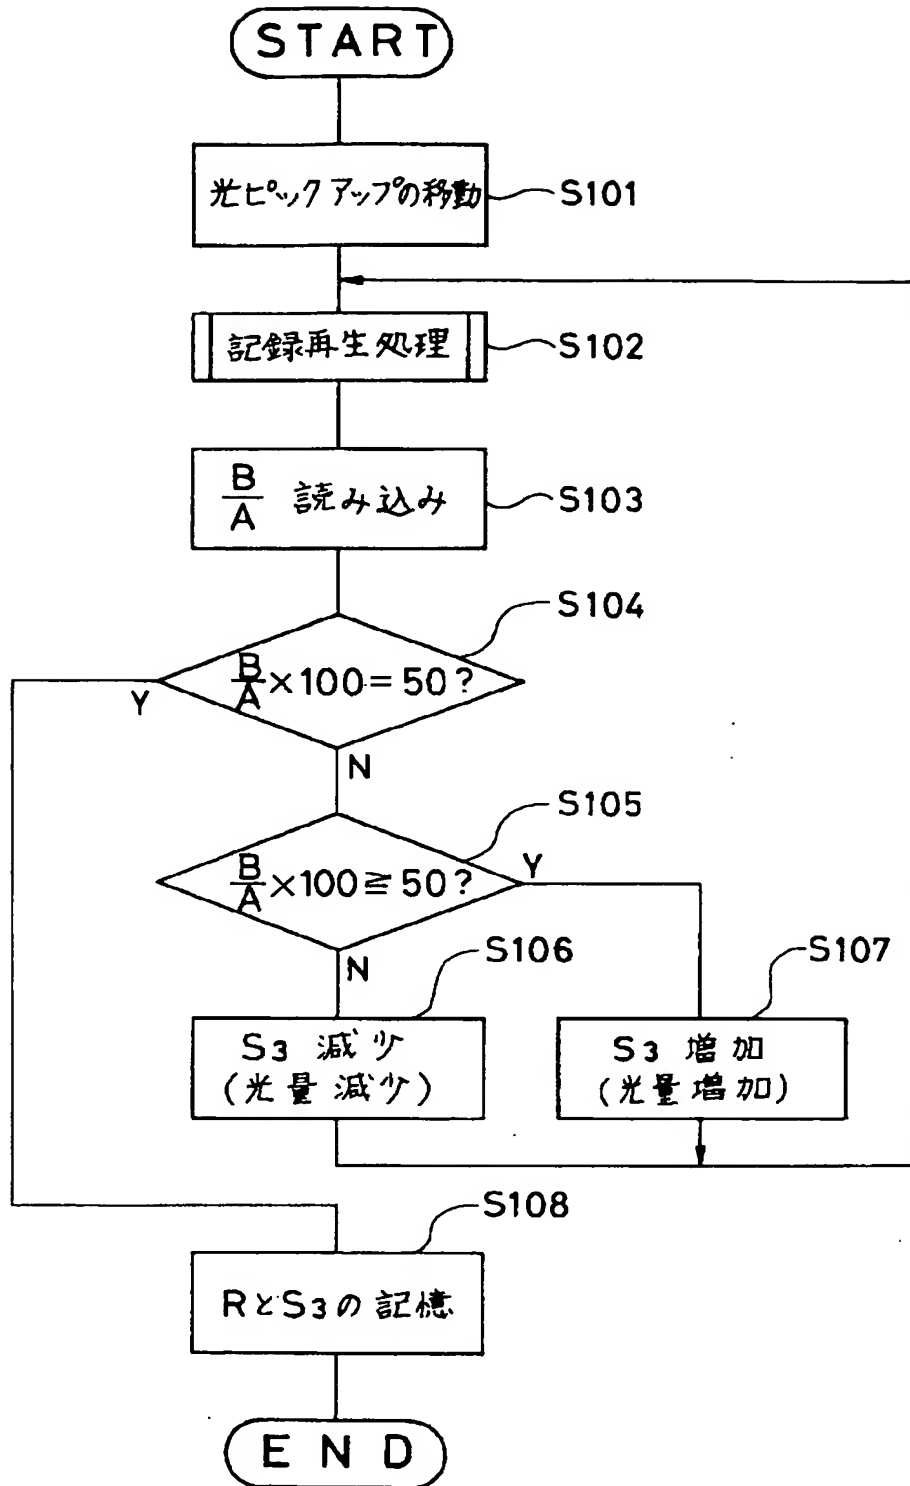 START
光ピックアップの移動
S101
記録再生処理
S102
B/A 読み込み
S103
S104
B/A×100=50?
Y
N
S105
B/A×100≧50?
Y
N
S106
S107
S3 減少
(光量減少)
S3 増加
(光量増加)
S108
RとS3の記憶
END